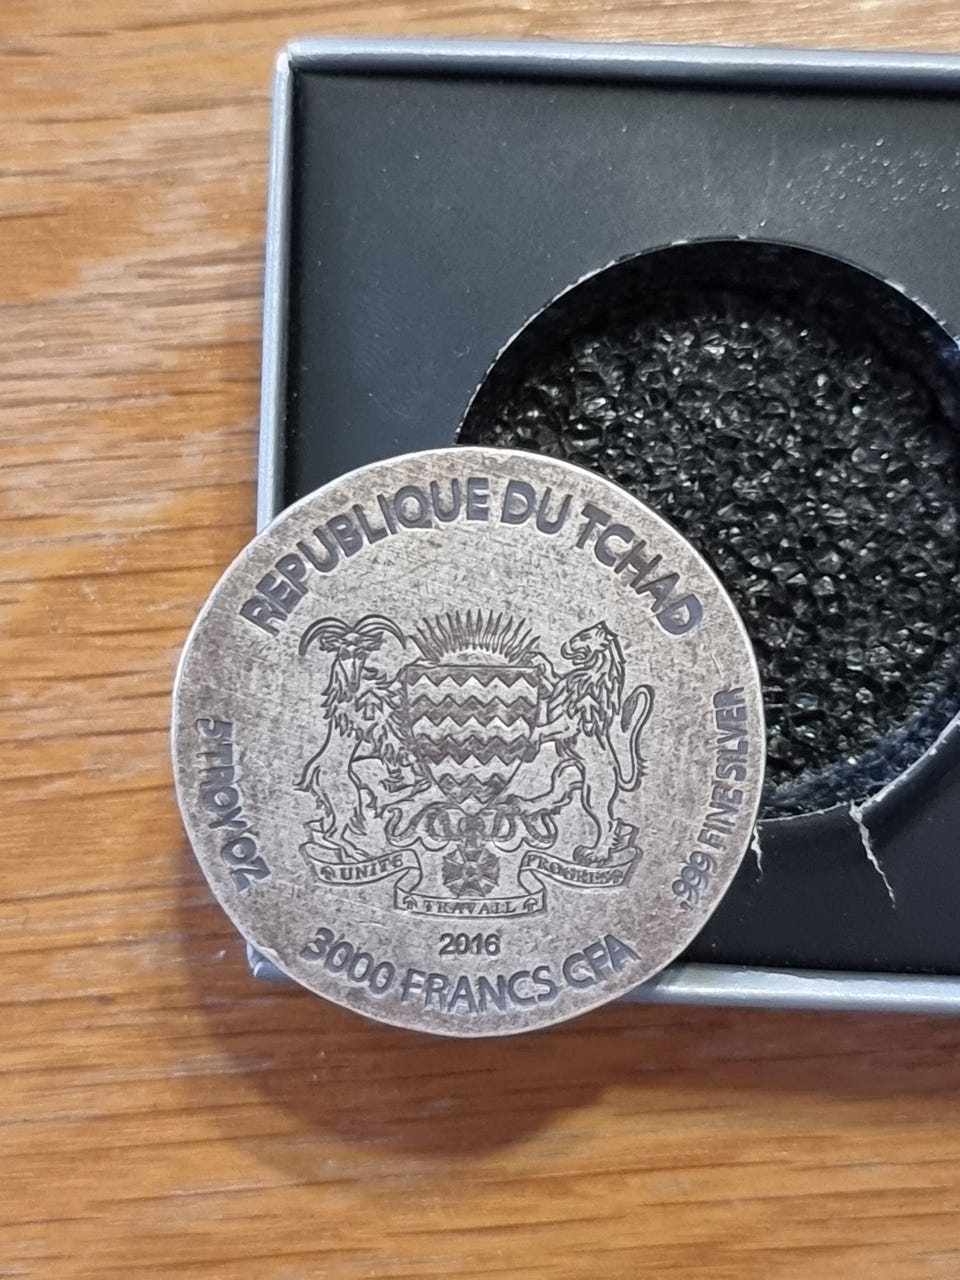 REPUBLIQUE DU TCHAD
5 TROY OZ
.999 FINE SILVER
UNITE
TRAVAIL
PROGRES
2016
3000 FRANCS CFA